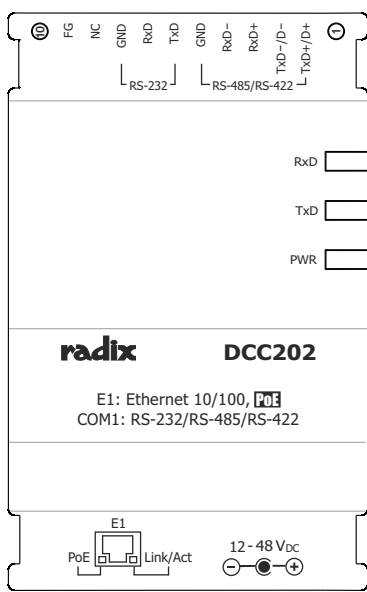 10 FG NC GND RxD TxD GND RxD− RxD+ TxD−/D− TxD+/D+ 1
RS-232 RS-485/RS-422
RxD
TxD
PWR
radix DCC202
E1: Ethernet 10/100, PoE
COM1: RS-232/RS-485/RS-422
E1
PoE Link/Act
12-48 VDC
− +